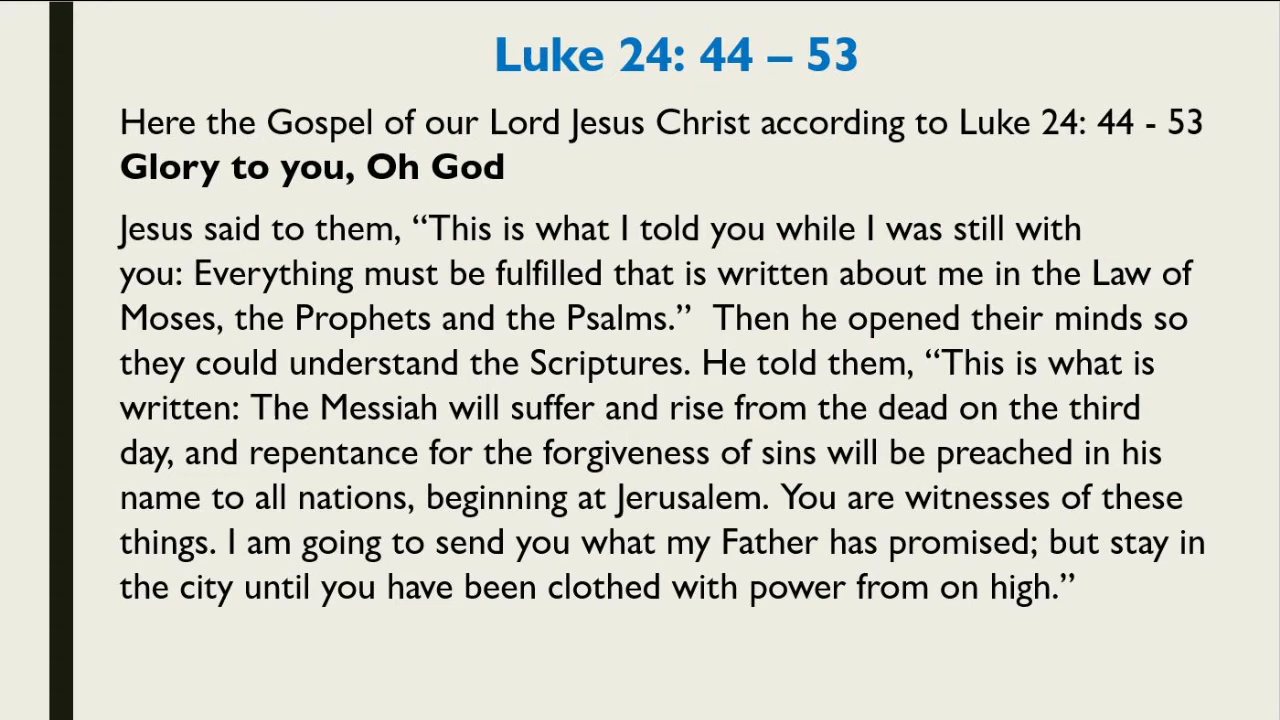 Luke 24: 44 – 53
Here the Gospel of our Lord Jesus Christ according to Luke 24: 44 - 53
Glory to you, Oh God
Jesus said to them, “This is what I told you while I was still with
you: Everything must be fulfilled that is written about me in the Law of
Moses, the Prophets and the Psalms.”  Then he opened their minds so
they could understand the Scriptures. He told them, “This is what is
written: The Messiah will suffer and rise from the dead on the third
day, and repentance for the forgiveness of sins will be preached in his
name to all nations, beginning at Jerusalem. You are witnesses of these
things. I am going to send you what my Father has promised; but stay in
the city until you have been clothed with power from on high.”